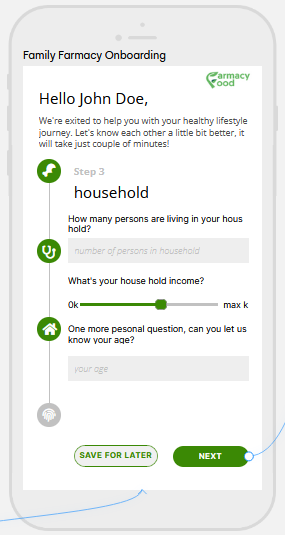 Family Farmacy Onboarding
Farmacy
Food
Hello John Doe,
We're exited to help you with your healthy lifestyle
journey. Let's know each other a little bit better, it
will take just couple of minutes!
Step 3
household
How many persons are living in your hous
hold?
number of persons in household
What's your house hold income?
0k
max k
One more pesonal question, can you let us
know your age?
your age
SAVE FOR LATER
NEXT